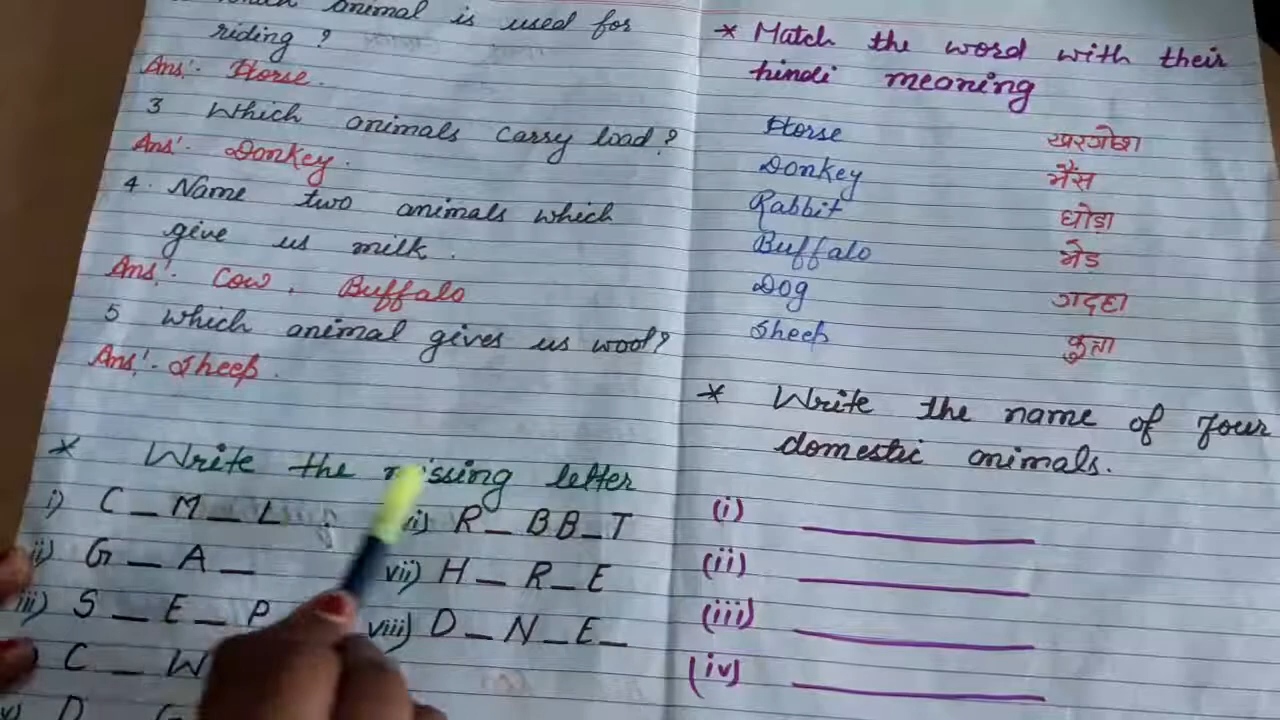 animal is used for
riding ?
Ans:- Horse.
3 Which animals carry load?
Ans:- Donkey.
4. Name two animals which
give us milk.
Ans:- Cow, Buffalo
5 which animal gives us wool?
Ans:- Sheep.
* Write the missing letter
i) C _ M _ L
ii) G _ A _
iii) S _ E _ P
C _ W
v) D
R _ BB _ T
vii) H _ R _ E
viii) D _ N _ E _
* Match the word with their
hindi meaning
Horse खरगोश
Donkey भैंस
Rabbit घोडा
Buffalo भेड
Dog गदहा
Sheep कुत्ता
* Write the name of four
domestic animals.
(i)
(ii)
(iii)
(iv)